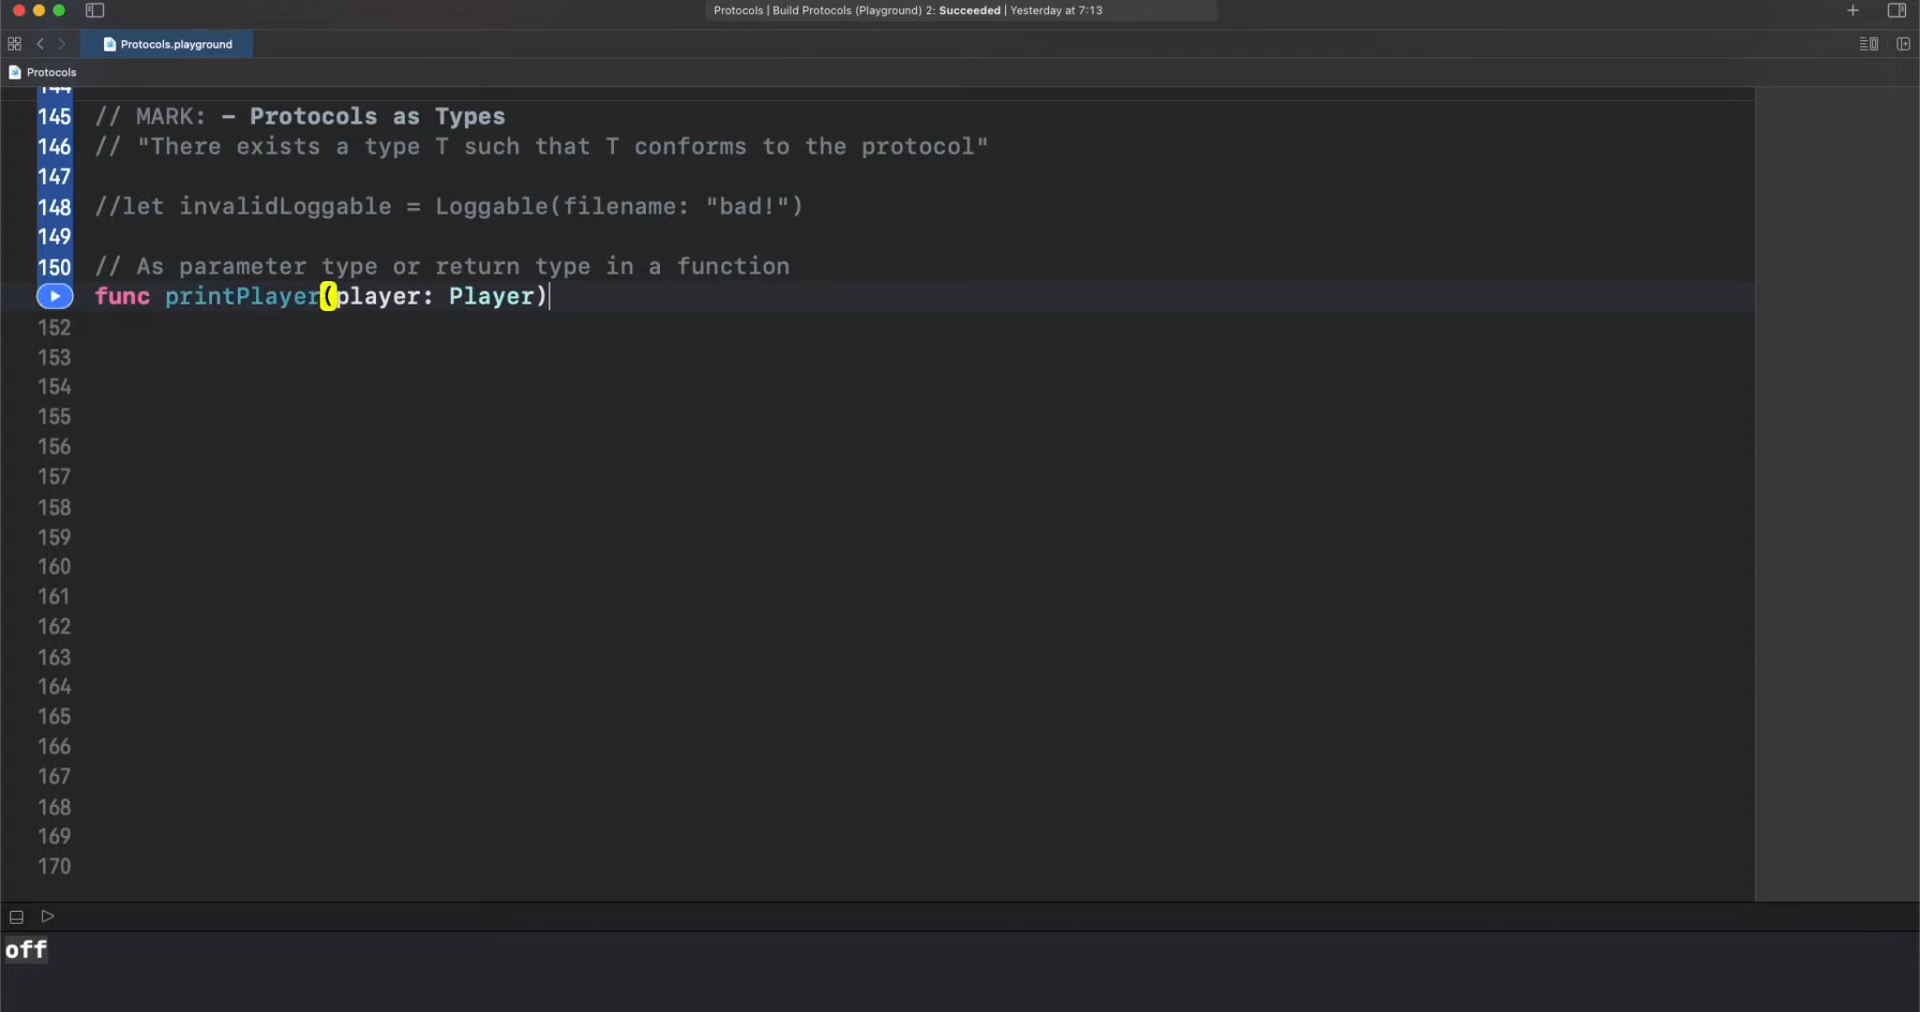 Protocols | Build Protocols (Playground) 2: Succeeded | Yesterday at 7:13
Protocols.playground
Protocols
144
145 // MARK: - Protocols as Types
146 // "There exists a type T such that T conforms to the protocol"
147
148 //let invalidLoggable = Loggable(filename: "bad!")
149
150 // As parameter type or return type in a function
func printPlayer(player: Player)
152
153
154
155
156
157
158
159
160
161
162
163
164
165
166
167
168
169
170
off